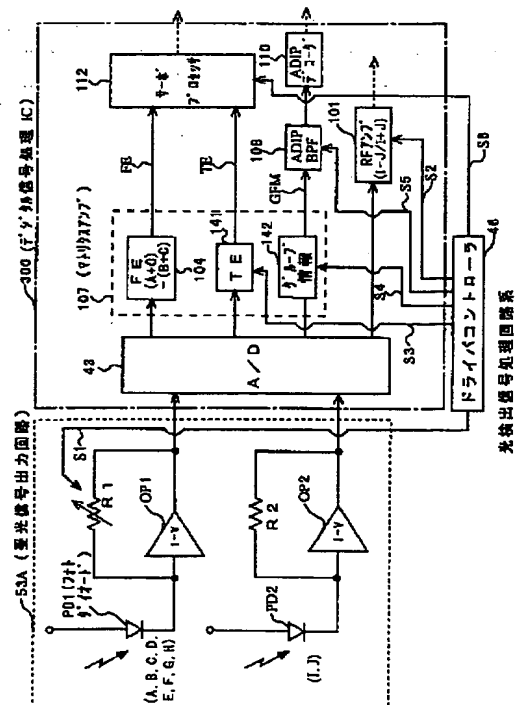 300 (デジタル信号処理IC)
112
サーボ
プロセッサ
FE
TE
107 (マトリクスアンプ)
FE
(A+D)
-(B+C)
104
141
TE
142
グルーブ
情報
GFM
108
ADIP
BPF
110
ADIP
デコーダ
101
RFアンプ
(I-J/I+J)
43
A/D
S3
S4
S5
S2
S6
46
ドライバコントローラ
53A (受光信号出力回路)
S1
R1
OP1
I-V
PD1(フォト
ダイオード)
(A, B, C, D,
E, F, G, H)
R2
OP2
I-V
PD2
(I, J)
光検出信号処理回路系